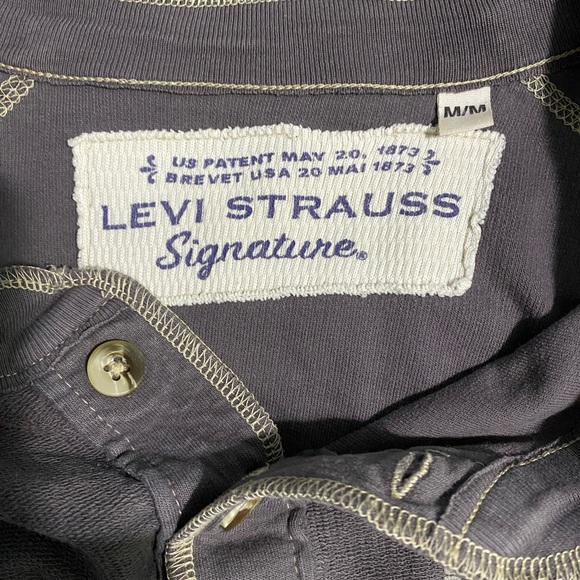 M/M
US PATENT MAY 20, 1873
BREVET USA 20 MAI 1873
LEVI STRAUSS
Signature®